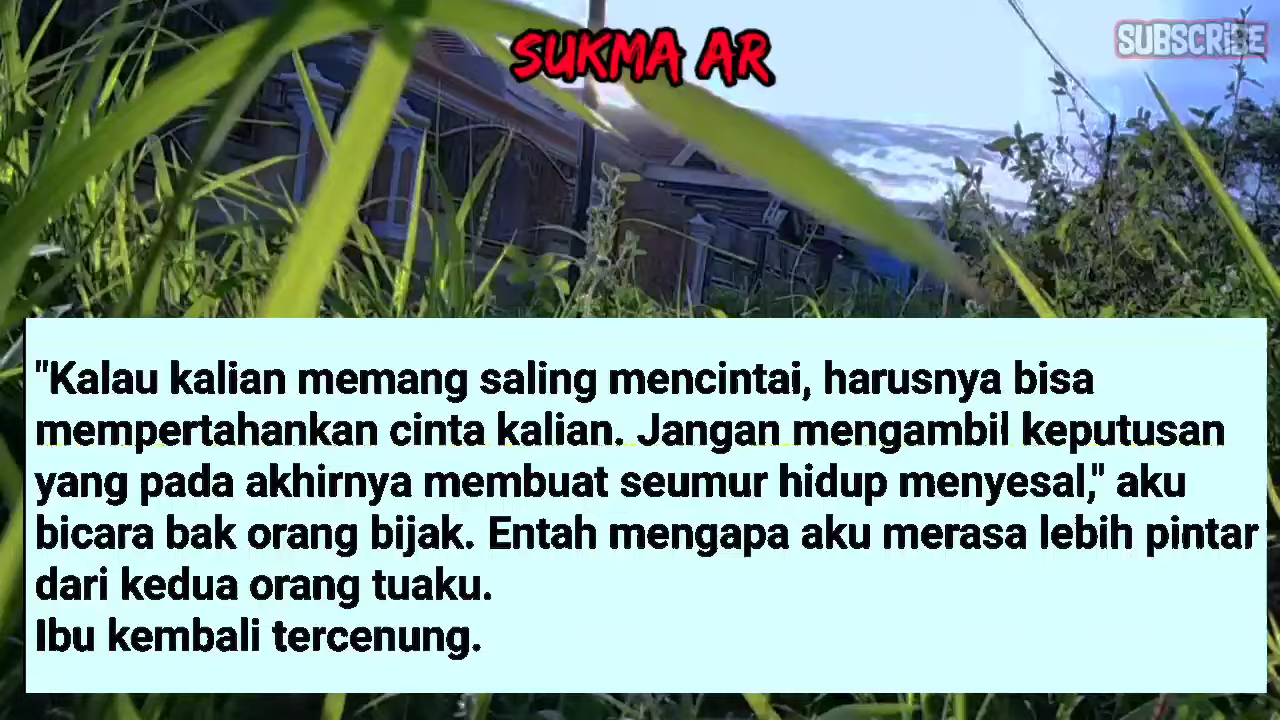 SUKMA AR
SUBSCRIBE
"Kalau kalian memang saling mencintai, harusnya bisa
mempertahankan cinta kalian. Jangan mengambil keputusan
yang pada akhirnya membuat seumur hidup menyesal," aku
bicara bak orang bijak. Entah mengapa aku merasa lebih pintar
dari kedua orang tuaku.
Ibu kembali tercenung.